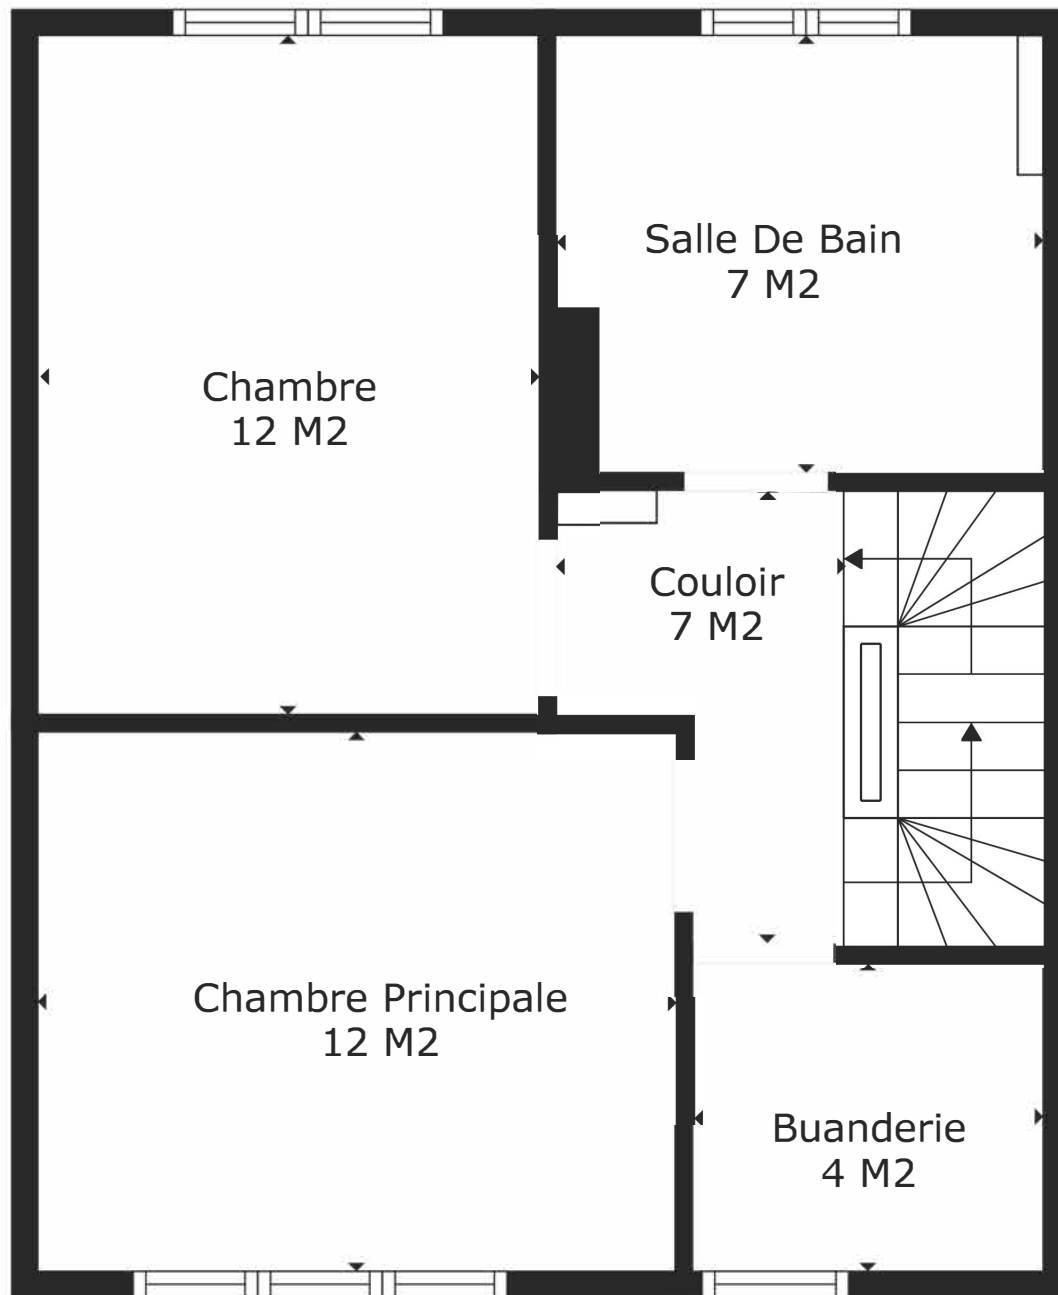 Salle De Bain
7 M2
Chambre
12 M2
Couloir
7 M2
Chambre Principale
12 M2
Buanderie
4 M2